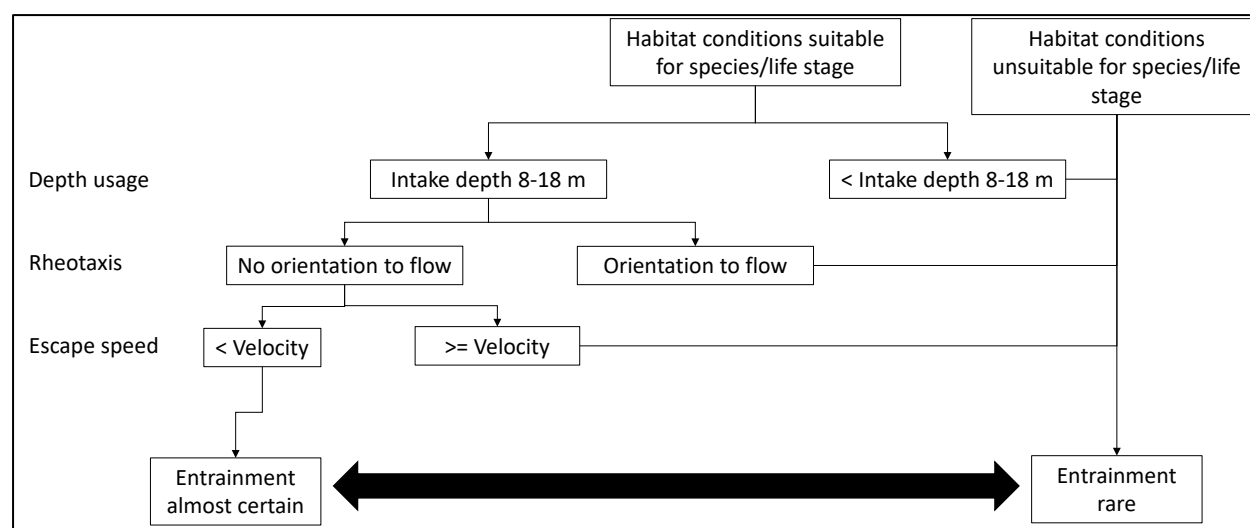 Habitat conditions suitable
for species/life stage
Habitat conditions
unsuitable for species/life
stage
Depth usage
Intake depth 8-18 m
< Intake depth 8-18 m
Rheotaxis
No orientation to flow
Orientation to flow
Escape speed
< Velocity
>= Velocity
Entrainment
almost certain
Entrainment
rare